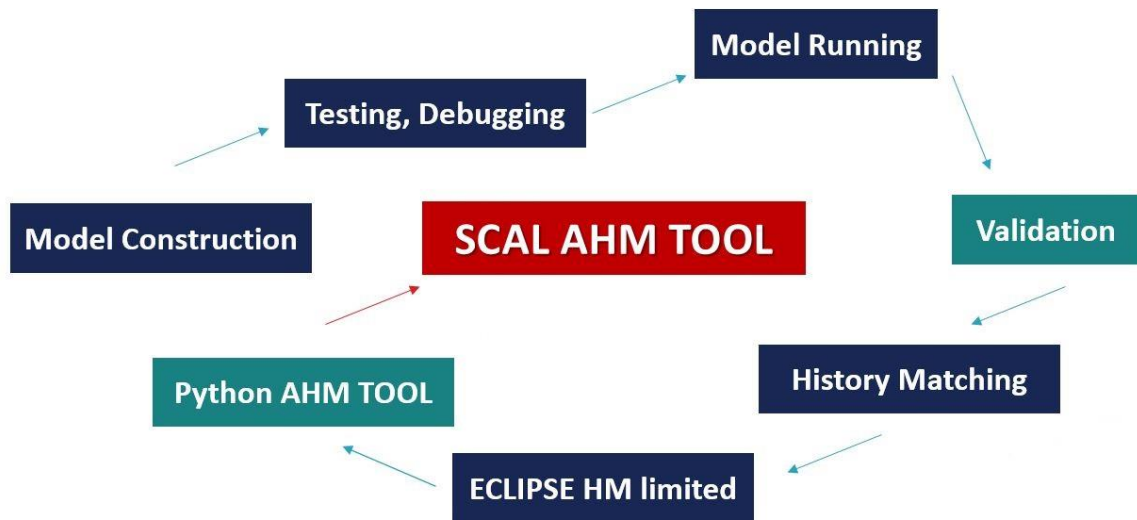 Model Running
Testing, Debugging
Model Construction
SCAL AHM TOOL
Validation
Python AHM TOOL
History Matching
ECLIPSE HM limited